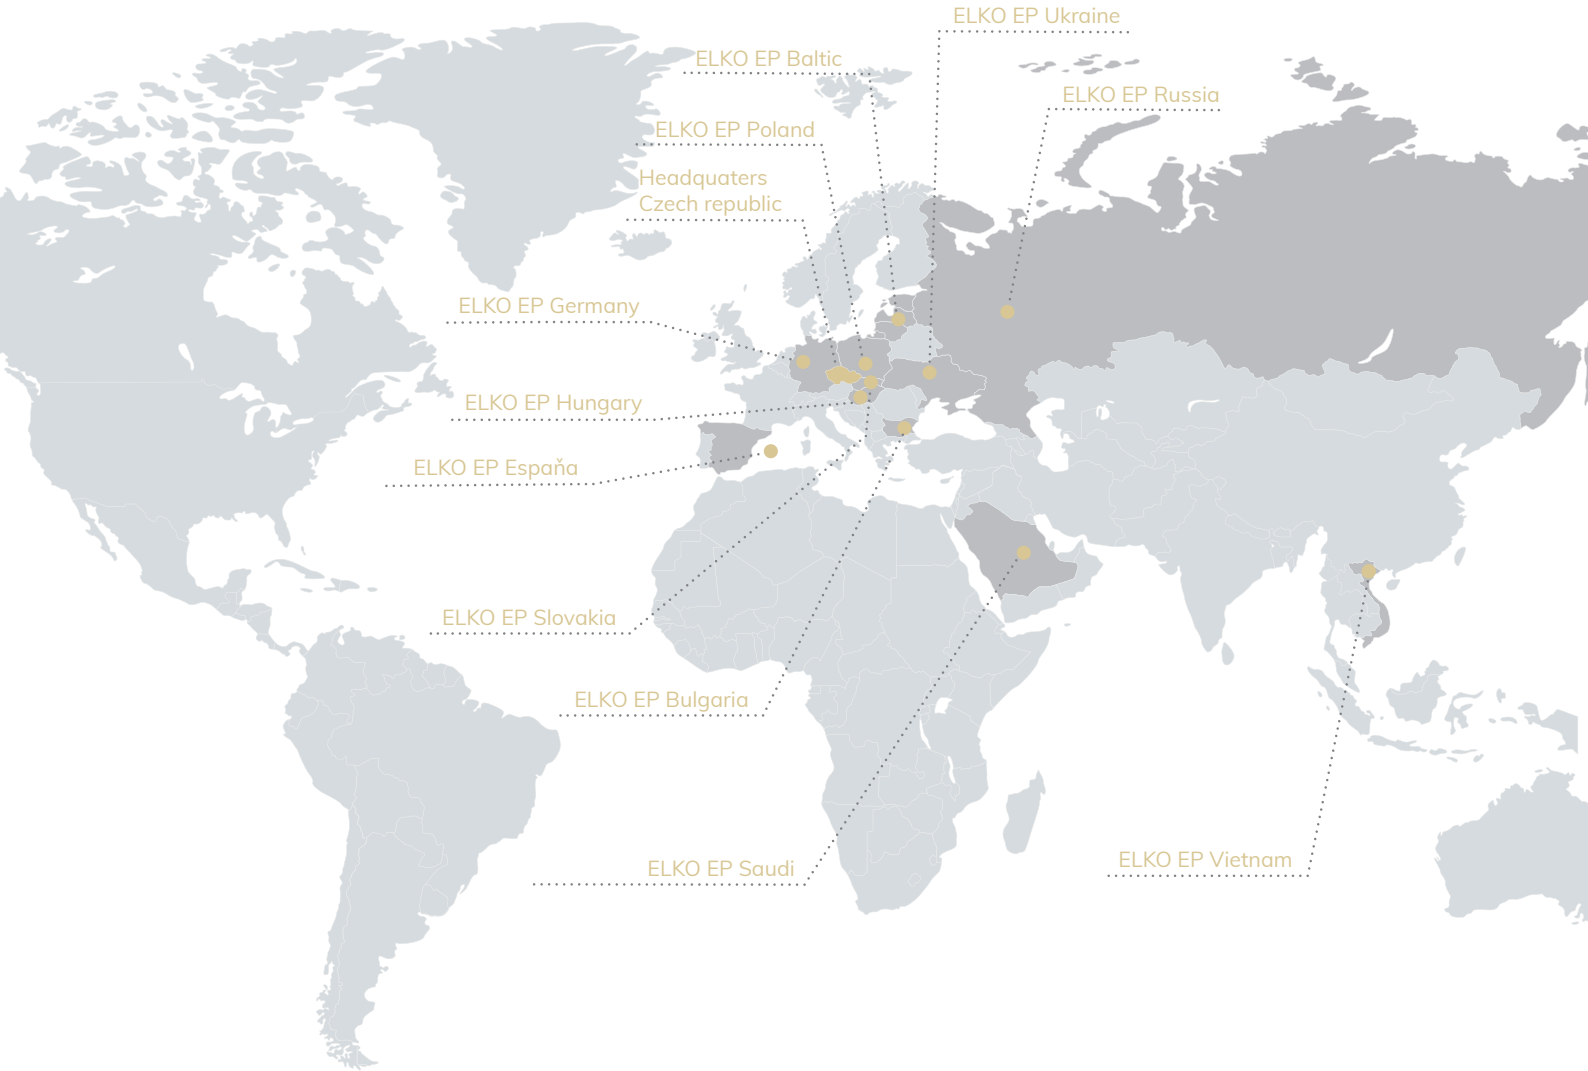 ELKO EP Ukraine
ELKO EP Baltic
ELKO EP Russia
ELKO EP Poland
Headquaters
Czech republic
ELKO EP Germany
ELKO EP Hungary
ELKO EP Espaňa
ELKO EP Slovakia
ELKO EP Bulgaria
ELKO EP Vietnam
ELKO EP Saudi